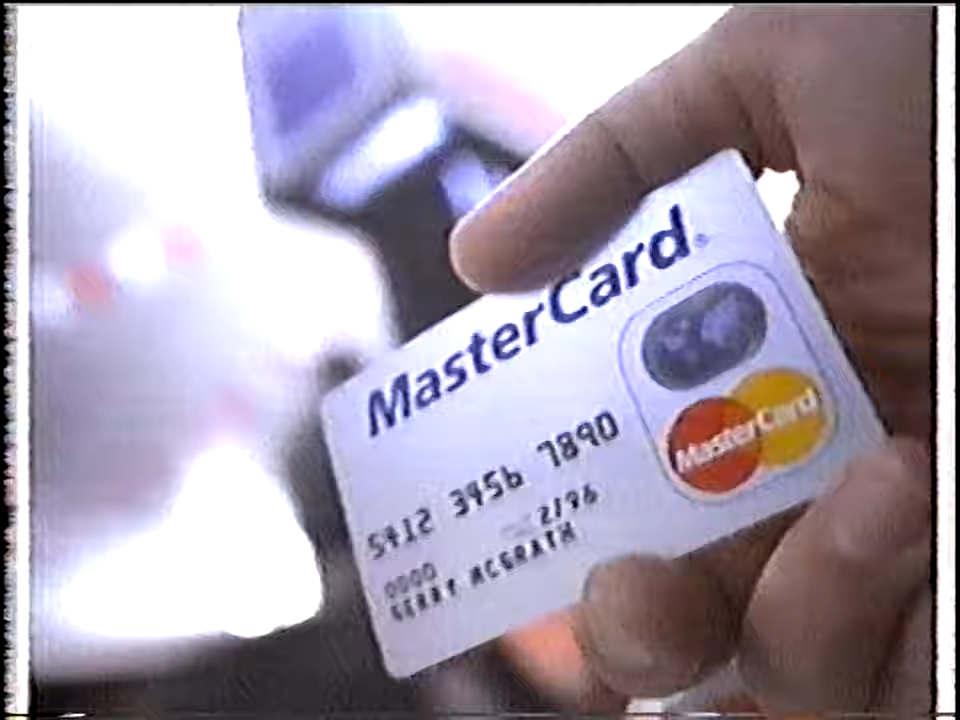 MasterCard®
MasterCard
5412 3456 7890
2/96
0000
GERRY MCGRATH